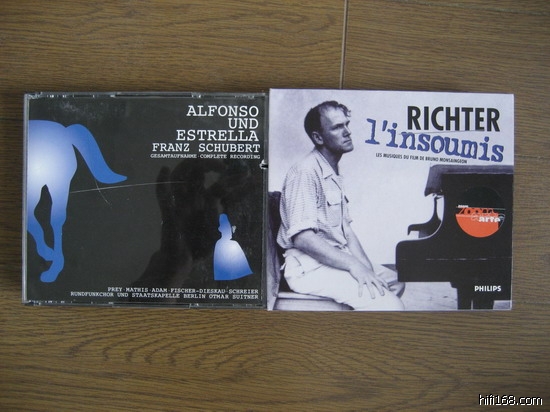 ALFONSO
UND
ESTRELLA
FRANZ SCHUBERT
GESAMTAUFNAHME·COMPLETE RECORDING
PREY·MATHIS·ADAM·FISCHER-DIESKAU·SCHREIER
RUNDFUNKCHOR UND STAATSKAPELLE BERLIN OTMAR SUITNER
RICHTER
l'insoumis
LES MUSIQUES DU FILM DE BRUNO MONSAINGEON
arte
PHILIPS
hifi168.com